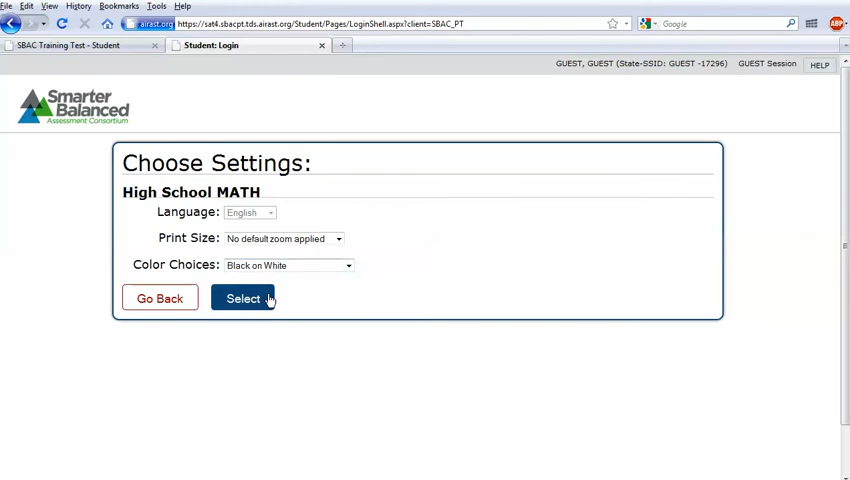 File Edit View History Bookmarks Tools Help
airast.org https://sat4.sbacpt.tds.airast.org/Student/Pages/LoginShell.aspx?client=SBAC_PT Google ABP
SBAC Training Test - Student Student: Login
GUEST, GUEST (State-SSID: GUEST -17296) GUEST Session HELP
Smarter
Balanced
Assessment Consortium
Choose Settings:
High School MATH
Language: English
Print Size: No default zoom applied
Color Choices: Black on White
Go Back Select